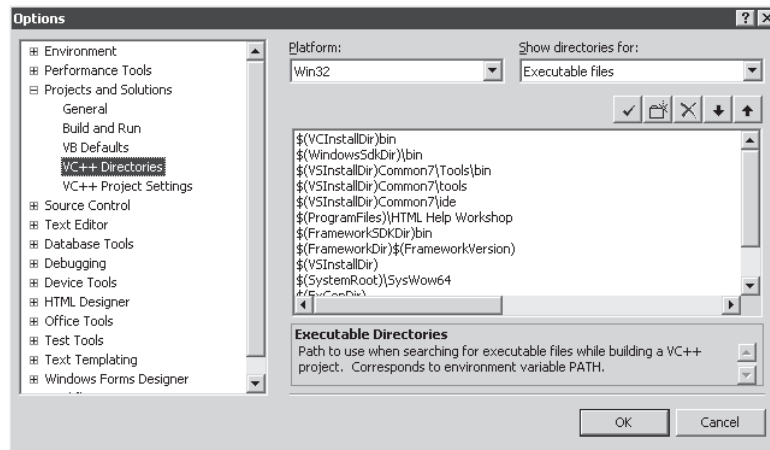 Options
Environment
Performance Tools
Projects and Solutions
General
Build and Run
VB Defaults
VC++ Directories
VC++ Project Settings
Source Control
Text Editor
Database Tools
Debugging
Device Tools
HTML Designer
Office Tools
Test Tools
Text Templating
Windows Forms Designer
Platform:
Win32
Show directories for:
Executable files
$(VCInstallDir)bin
$(WindowsSdkDir)\bin
$(VSInstallDir)Common7\Tools\bin
$(VSInstallDir)Common7\tools
$(VSInstallDir)Common7\ide
$(ProgramFiles)\HTML Help Workshop
$(FrameworkSDKDir)bin
$(FrameworkDir)$(FrameworkVersion)
$(VSInstallDir)
$(SystemRoot)\SysWow64
Executable Directories
Path to use when searching for executable files while building a VC++
project. Corresponds to environment variable PATH.
OK
Cancel